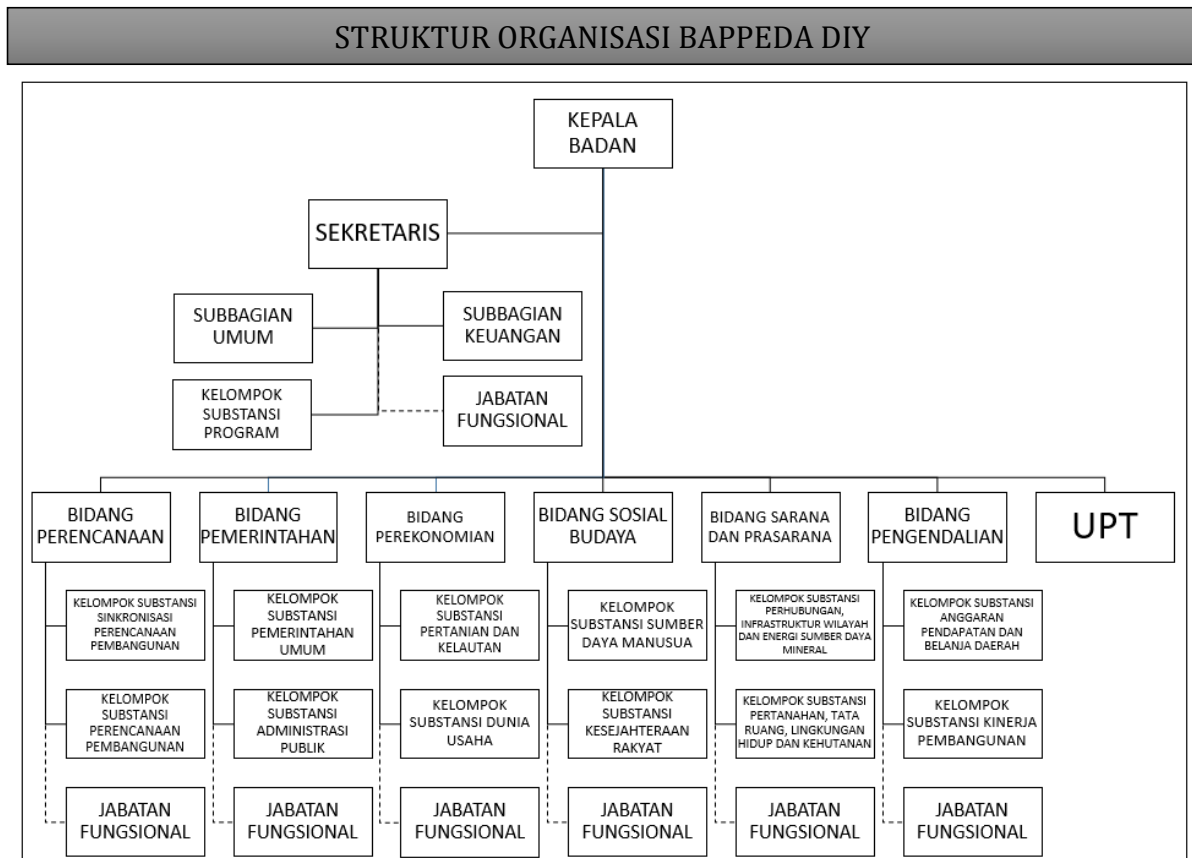 STRUKTUR ORGANISASI BAPPEDA DIY
KEPALA
BADAN
SEKRETARIS
SUBBAGIAN
UMUM
SUBBAGIAN
KEUANGAN
KELOMPOK
SUBSTANSI
PROGRAM
JABATAN
FUNGSIONAL
BIDANG
PERENCANAAN
BIDANG
PEMERINTAHAN
BIDANG
PEREKONOMIAN
BIDANG SOSIAL
BUDAYA
BIDANG SARANA
DAN PRASARANA
BIDANG
PENGENDALIAN
UPT
KELOMPOK SUBSTANSI
SINKRONISASI
PERENCANAAN
PEMBANGUNAN
KELOMPOK
SUBSTANSI
PEMERINTAHAN
UMUM
KELOMPOK
SUBSTANSI
PERTANIAN DAN
KELAUTAN
KELOMPOK
SUBSTANSI SUMBER
DAYA MANUSUA
KELOMPOK SUBSTANSI
PERHUBUNGAN,
INFRASTRUKTUR WILAYAH
DAN ENERGI SUMBER DAYA
MINERAL
KELOMPOK SUBSTANSI
ANGGARAN
PENDAPATAN DAN
BELANJA DAERAH
KELOMPOK
SUBSTANSI
PERENCANAAN
PEMBANGUNAN
KELOMPOK
SUBSTANSI
ADMINISTRASI
PUBLIK
KELOMPOK
SUBSTANSI DUNIA
USAHA
KELOMPOK
SUBSTANSI
KESEJAHTERAAN
RAKYAT
KELOMPOK SUBSTANSI
PERTANAHAN, TATA
RUANG, LINGKUNGAN
HIDUP DAN KEHUTANAN
KELOMPOK
SUBSTANSI KINERJA
PEMBANGUNAN
JABATAN
FUNGSIONAL
JABATAN
FUNGSIONAL
JABATAN
FUNGSIONAL
JABATAN
FUNGSIONAL
JABATAN
FUNGSIONAL
JABATAN
FUNGSIONAL